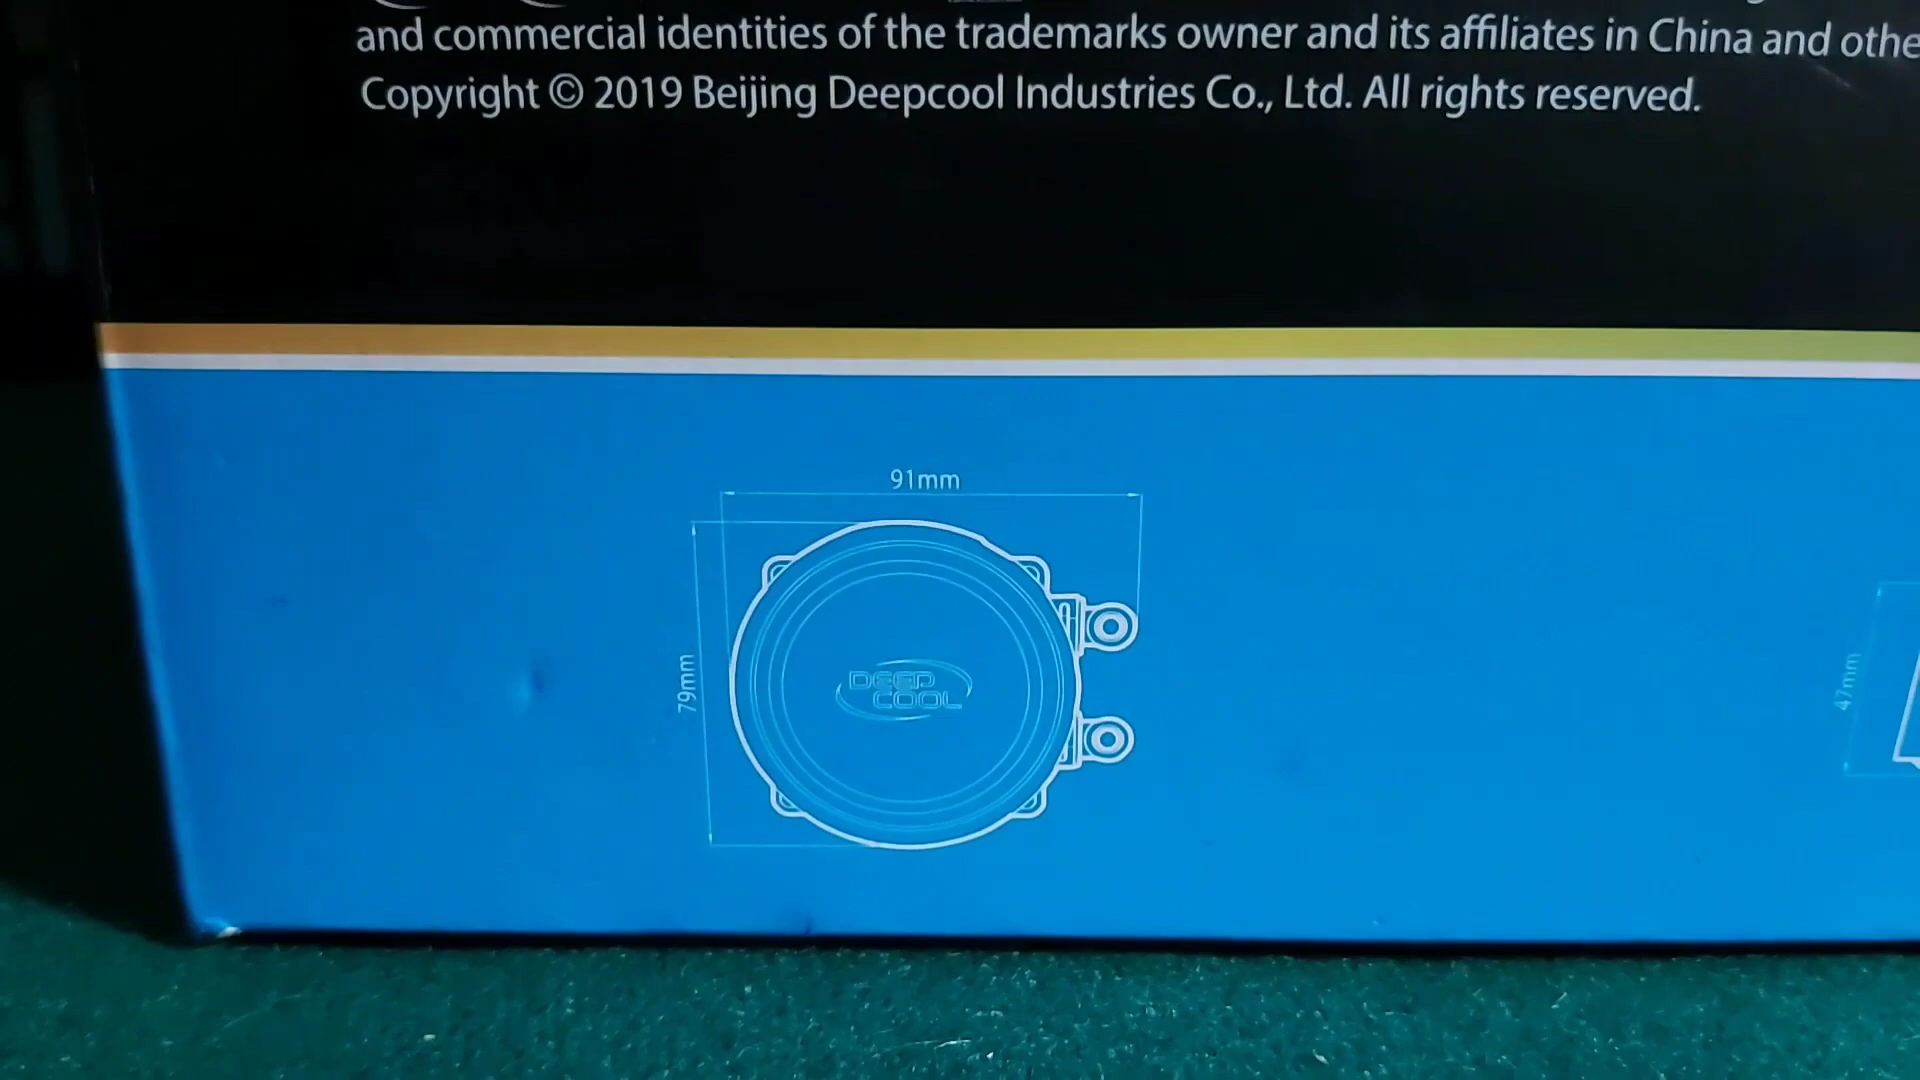 and commercial identities of the trademarks owner and its affiliates in China and othe
Copyright © 2019 Beijing Deepcool Industries Co., Ltd. All rights reserved.
91mm
79mm
DEEP
COOL
47mm